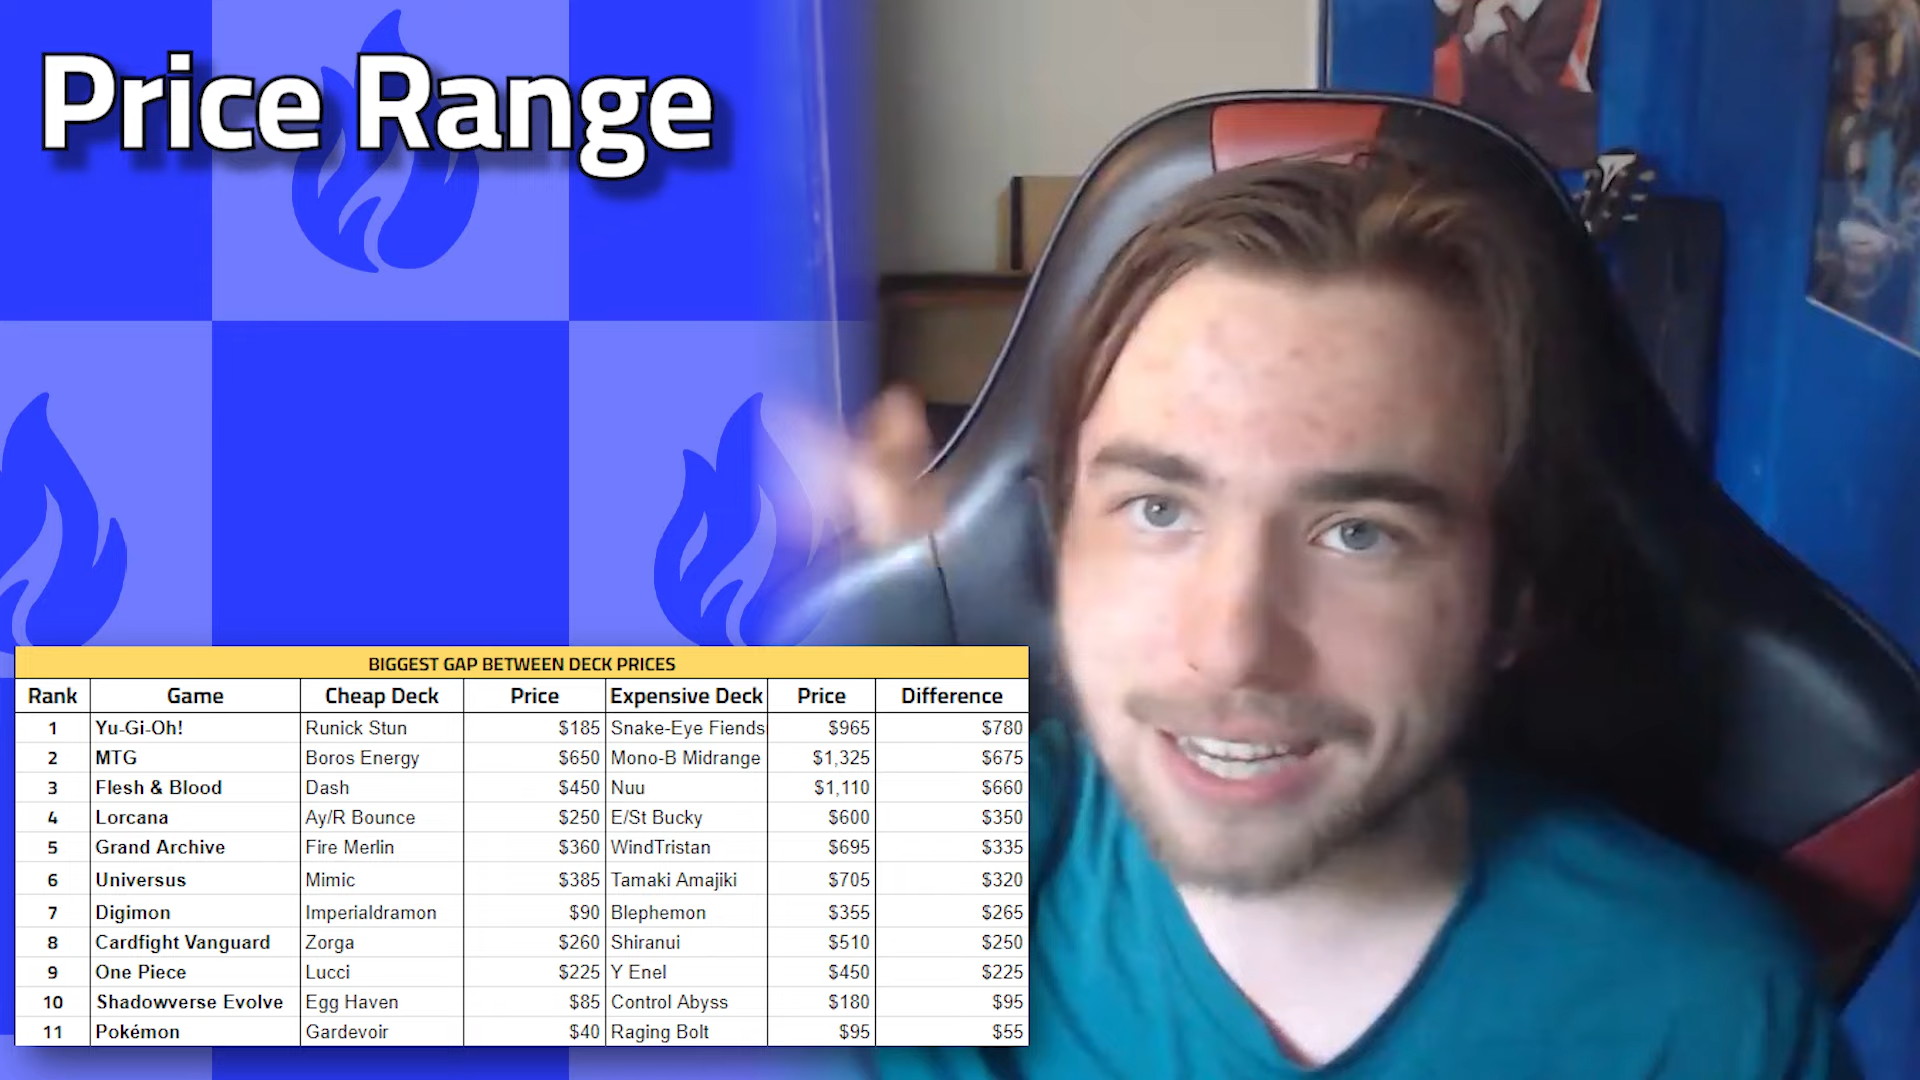 Price Range
BIGGEST GAP BETWEEN DECK PRICES
Rank Game Cheap Deck Price Expensive Deck Price Difference
1 Yu-Gi-Oh! Runick Stun $185 Snake-Eye Fiends $965 $780
2 MTG Boros Energy $650 Mono-B Midrange $1,325 $675
3 Flesh & Blood Dash $450 Nuu $1,110 $660
4 Lorcana Ay/R Bounce $250 E/St Bucky $600 $350
5 Grand Archive Fire Merlin $360 WindTristan $695 $335
6 Universus Mimic $385 Tamaki Amajiki $705 $320
7 Digimon Imperialdramon $90 Blephemon $355 $265
8 Cardfight Vanguard Zorga $260 Shiranui $510 $250
9 One Piece Lucci $225 Y Enel $450 $225
10 Shadowverse Evolve Egg Haven $85 Control Abyss $180 $95
11 Pokémon Gardevoir $40 Raging Bolt $95 $55